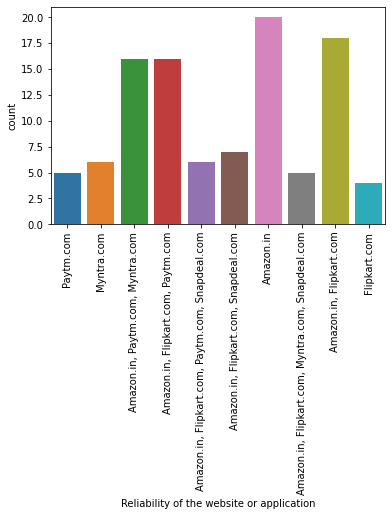 20.0
17.5
15.0
12.5
10.0
7.5
5.0
2.5
0.0
count
Paytm.com
Myntra.com
Amazon.in, Paytm.com, Myntra.com
Amazon.in, Flipkart.com, Paytm.com
Amazon.in, Flipkart.com, Paytm.com, Snapdeal.com
Amazon.in, Flipkart.com, Snapdeal.com
Amazon.in
Amazon.in, Flipkart.com, Myntra.com, Snapdeal.com
Amazon.in, Flipkart.com
Flipkart.com
Reliability of the website or application